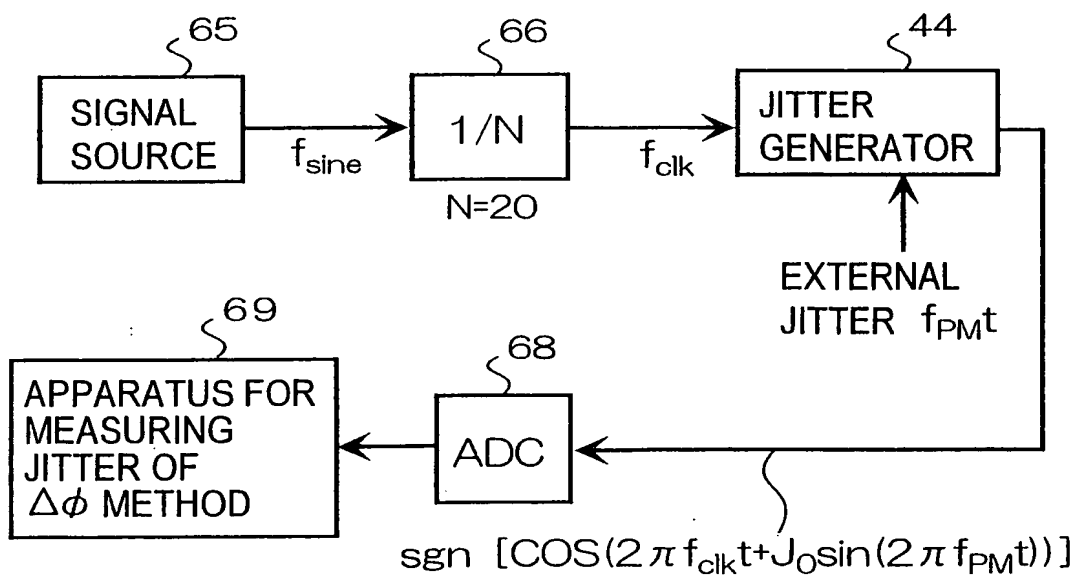 65
66
44
SIGNAL
SOURCE
f_sine
1/N
N=20
f_clk
JITTER
GENERATOR
EXTERNAL
JITTER f_PM t
69
68
APPARATUS FOR
MEASURING
JITTER OF
Δϕ METHOD
ADC
sgn [COS(2πf_clk t+J_0 sin(2πf_PM t))]